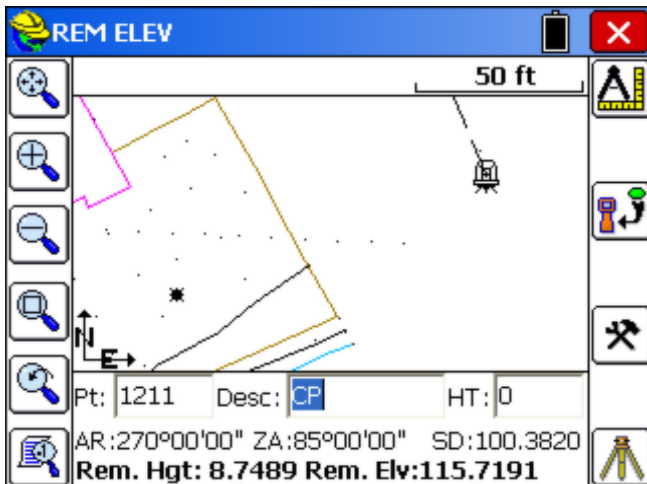 REM ELEV
50 ft
N
E
Pt: 1211 Desc: CP HT: 0
AR:270°00'00" ZA:85°00'00" SD:100.3820
Rem. Hgt: 8.7489 Rem. Elv:115.7191